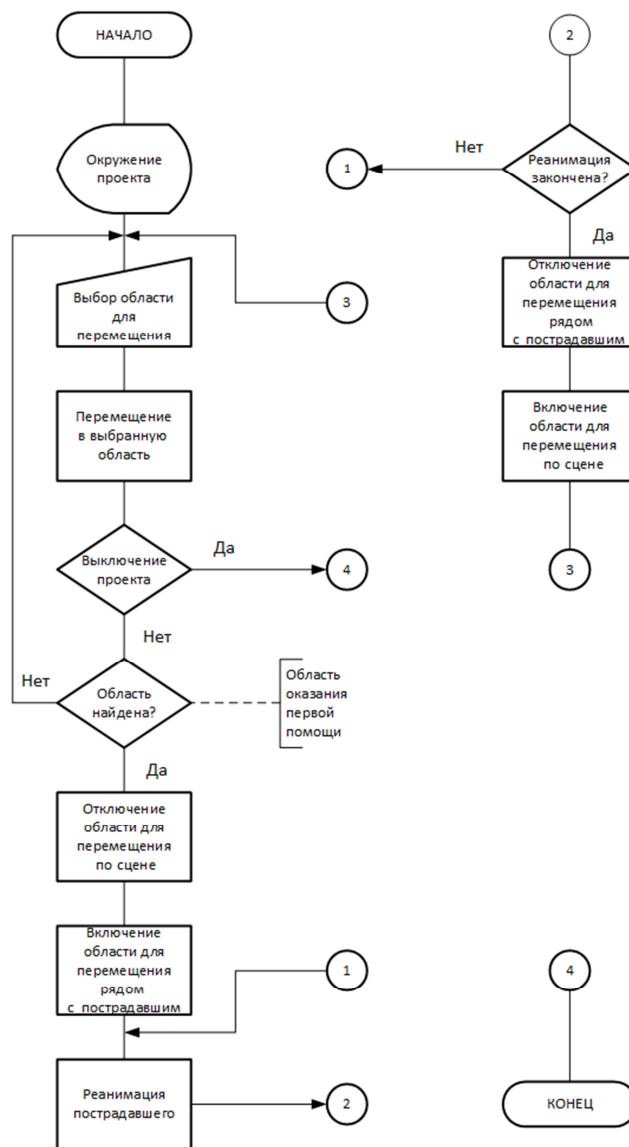 НАЧАЛО
Окружение
проекта
Выбор области
для
перемещения
3
Перемещение
в выбранную
область
Выключение
проекта
Да
4
Нет
Область
найдена?
Нет
Область
оказания
первой
помощи
Да
Отключение
области для
перемещения
по сцене
Включение
области для
перемещения
рядом
с пострадавшим
1
Реанимация
пострадавшего
2
2
Реанимация
закончена?
Нет
1
Да
Отключение
области для
перемещения
рядом
с пострадавшим
Включение
области для
перемещения
по сцене
3
4
КОНЕЦ